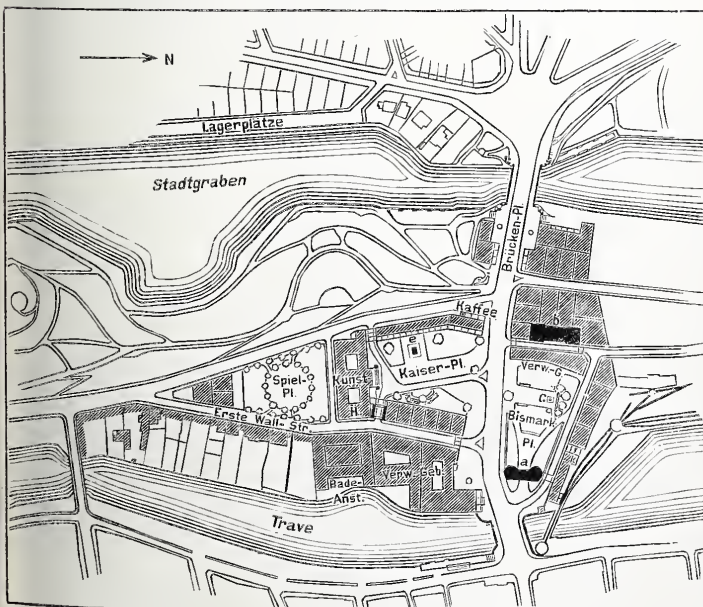 N
Lagerplätze
Stadtgraben
Brücken-Pl.
Kaffee
b
e
Kaiser-Pl.
Verw.-G.
Spiel-
Pl.
Kunst
H.
G
Bismark
Pl.
a
Erste Wall-Str.
Bade-
Anst.
Verw. Geb.
Trave